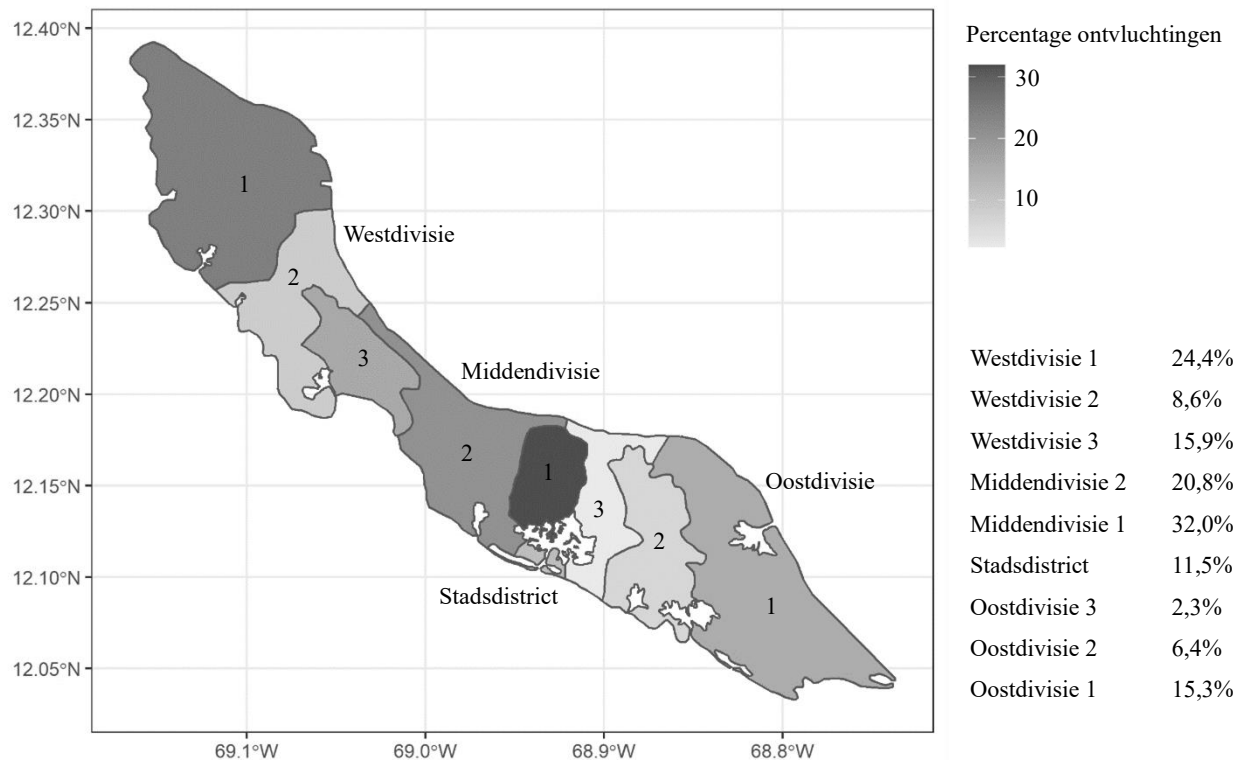 12.40°N
12.35°N
12.30°N
12.25°N
12.20°N
12.15°N
12.10°N
12.05°N
69.1°W
69.0°W
68.9°W
68.8°W
1
Westdivisie
2
3
Middendivisie
2
1
3
Oostdivisie
2
Stadsdistrict
1
Percentage ontvluchtingen
30
20
10
Westdivisie 1 24,4%
Westdivisie 2 8,6%
Westdivisie 3 15,9%
Middendivisie 2 20,8%
Middendivisie 1 32,0%
Stadsdistrict 11,5%
Oostdivisie 3 2,3%
Oostdivisie 2 6,4%
Oostdivisie 1 15,3%